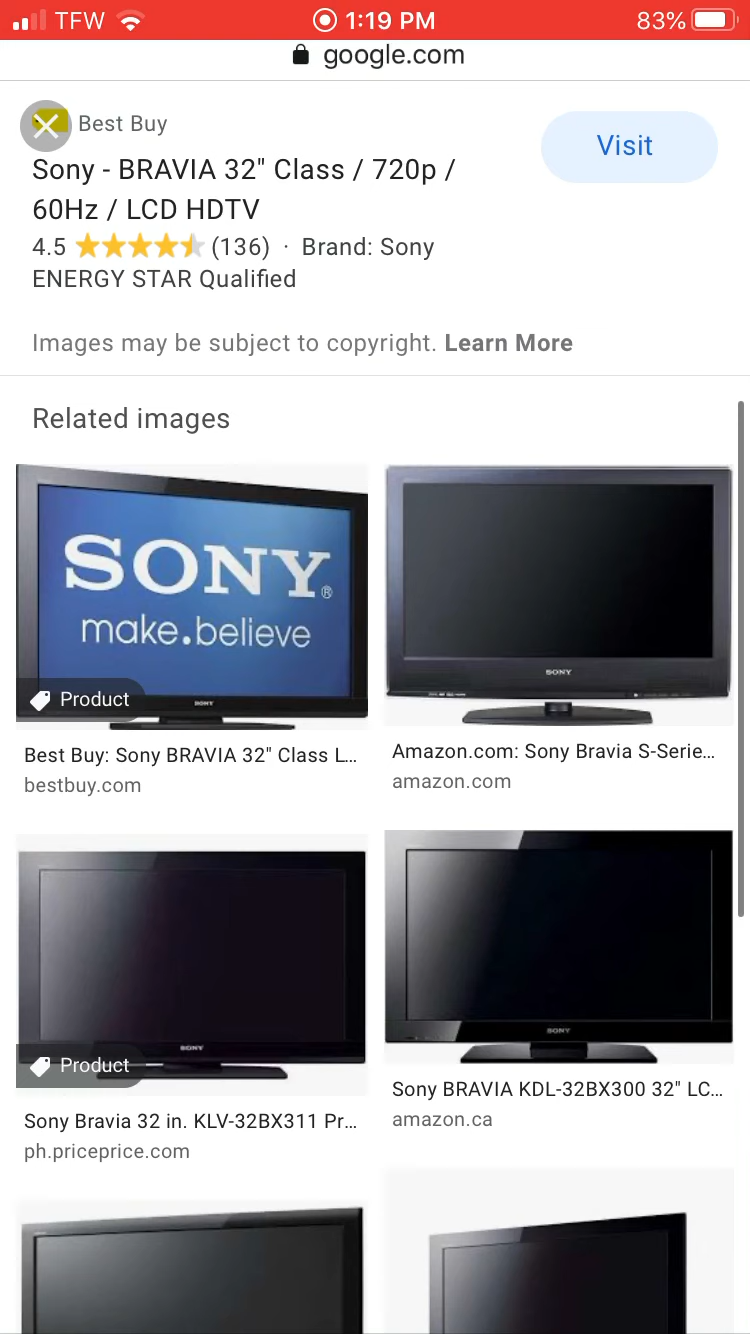 TFW 1:19 PM 83%
google.com
Best Buy
Visit
Sony - BRAVIA 32" Class / 720p /
60Hz / LCD HDTV
4.5 (136) · Brand: Sony
ENERGY STAR Qualified
Images may be subject to copyright. Learn More
Related images
SONY®
make.believe
SONY
Product
SONY
Best Buy: Sony BRAVIA 32" Class L...
bestbuy.com
Amazon.com: Sony Bravia S-Serie...
amazon.com
SONY
Product
SONY
Sony Bravia 32 in. KLV-32BX311 Pr...
ph.priceprice.com
Sony BRAVIA KDL-32BX300 32" LC...
amazon.ca